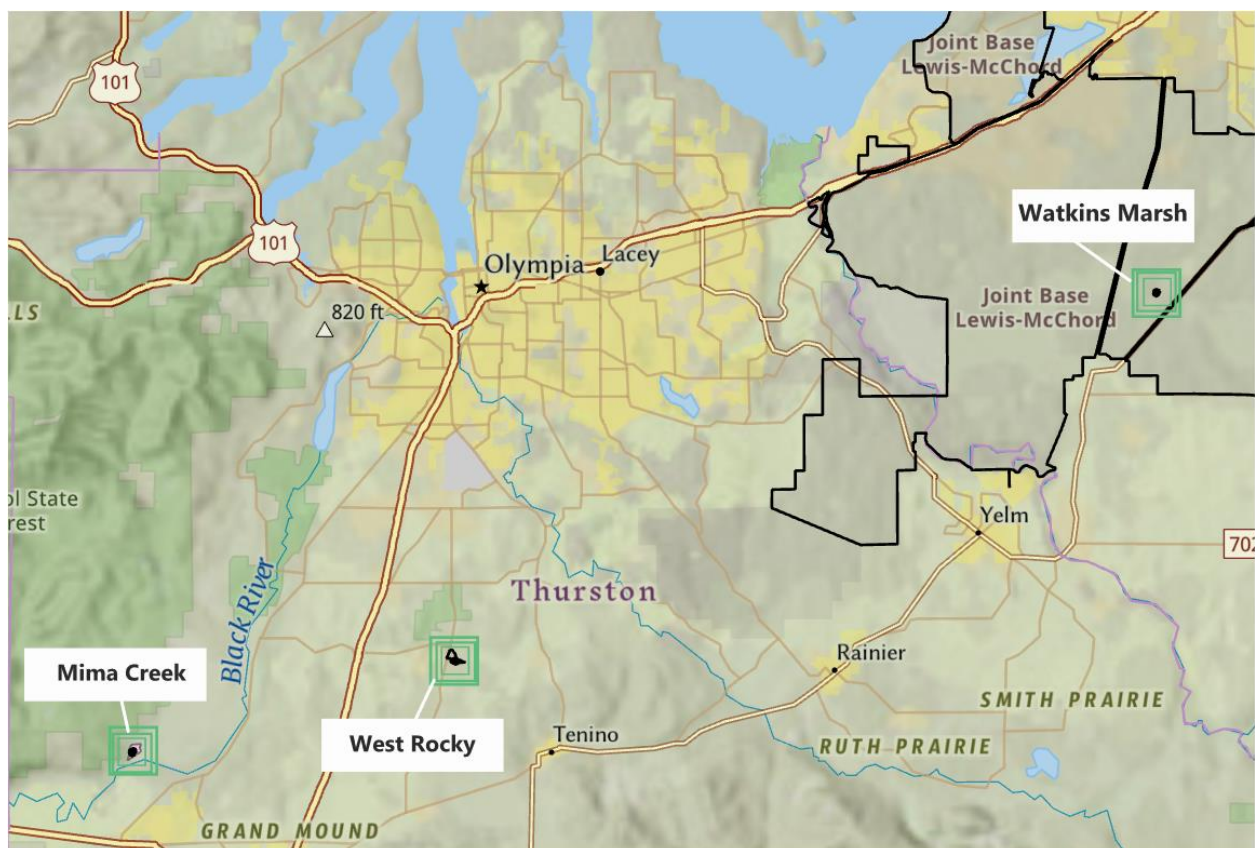 101
Joint Base
Lewis-McChord
Watkins Marsh
101
Olympia
Lacey
820 ft
LLS
Joint Base
Lewis-McChord
ol State
rest
Yelm
702
Black River
Thurston
Mima Creek
West Rocky
Rainier
SMITH PRAIRIE
Tenino
RUTH PRAIRIE
GRAND MOUND